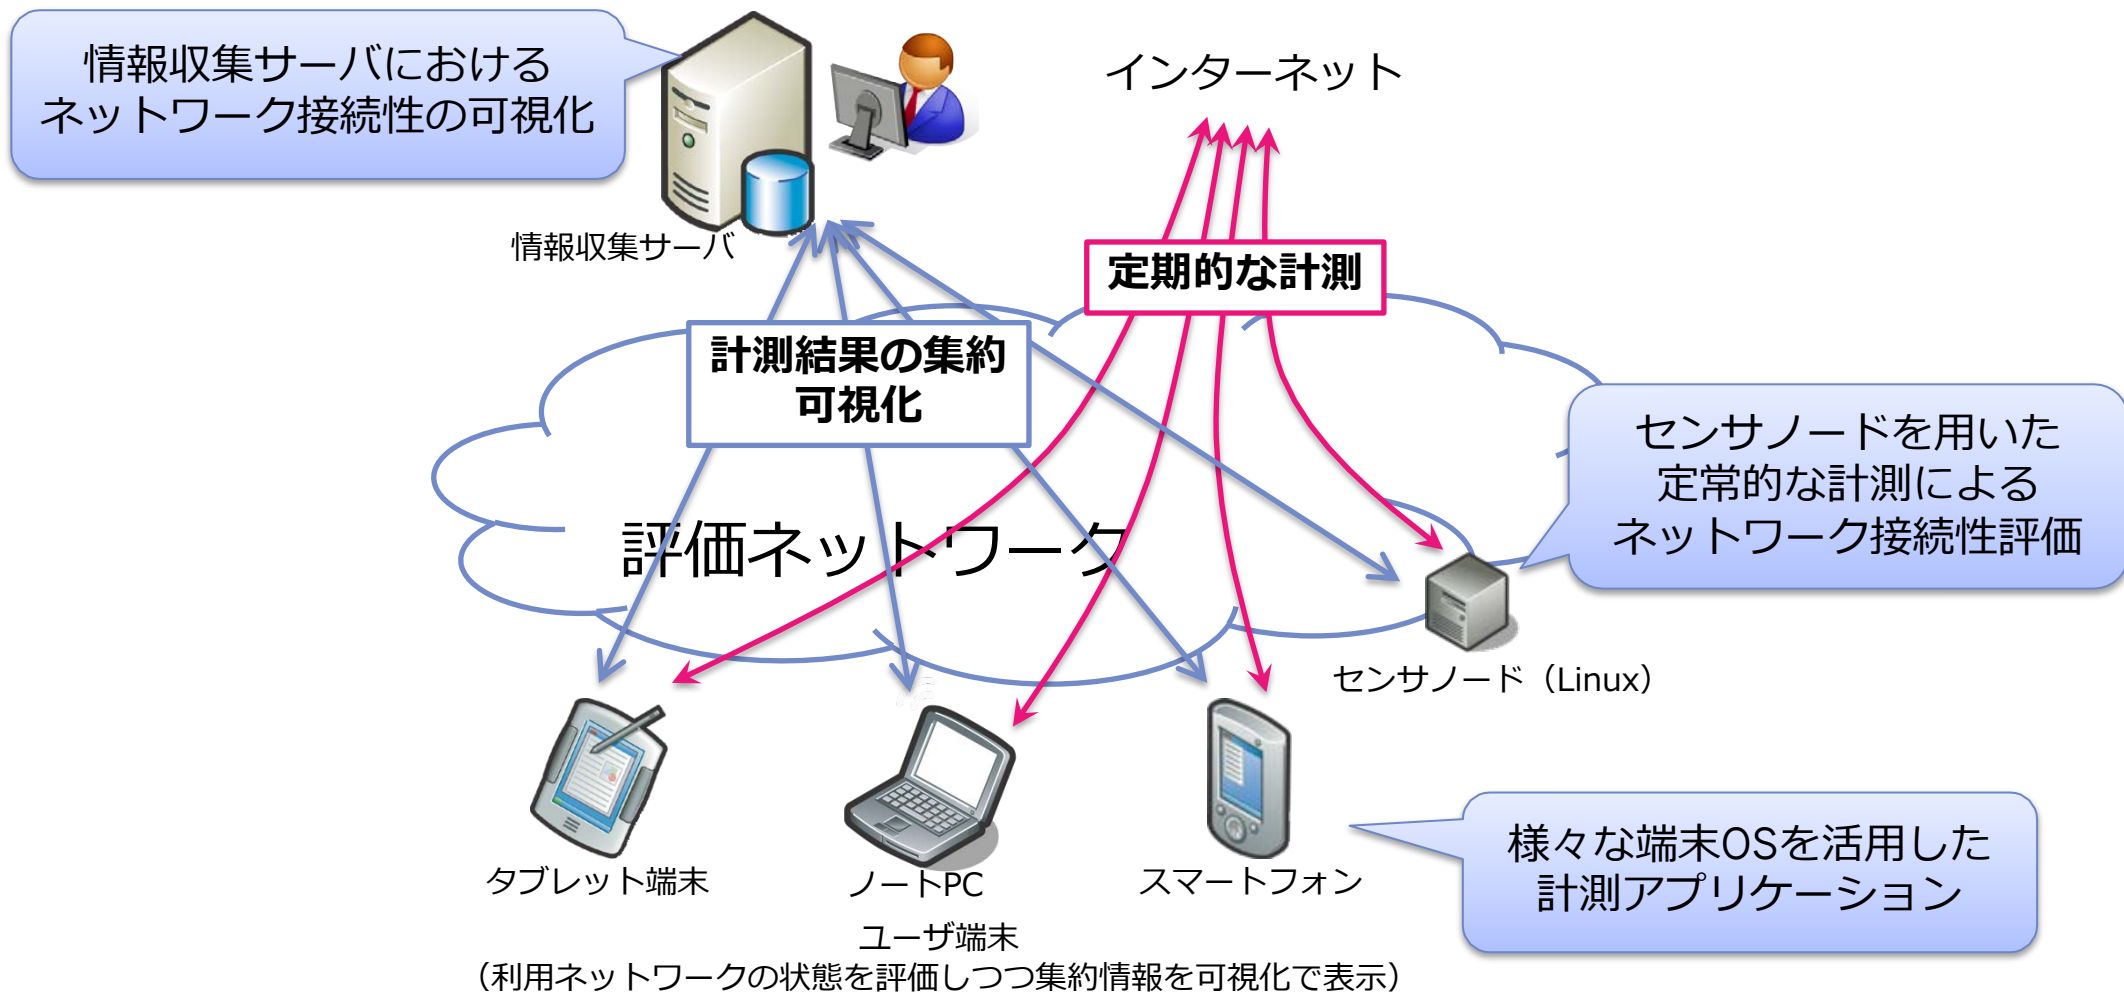 情報収集サーバにおける
ネットワーク接続性の可視化
インターネット
情報収集サーバ
定期的な計測
計測結果の集約
可視化
センサノードを用いた
定常的な計測による
ネットワーク接続性評価
評価ネットワーク
センサノード（Linux）
タブレット端末
ノートPC
スマートフォン
様々な端末OSを活用した
計測アプリケーション
ユーザ端末
（利用ネットワークの状態を評価しつつ集約情報を可視化で表示）